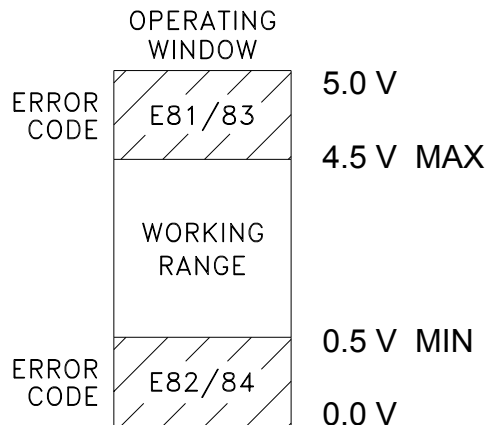 OPERATING
WINDOW
5.0 V
ERROR
CODE
E81/83
4.5 V MAX
WORKING
RANGE
0.5 V MIN
ERROR
CODE
E82/84
0.0 V